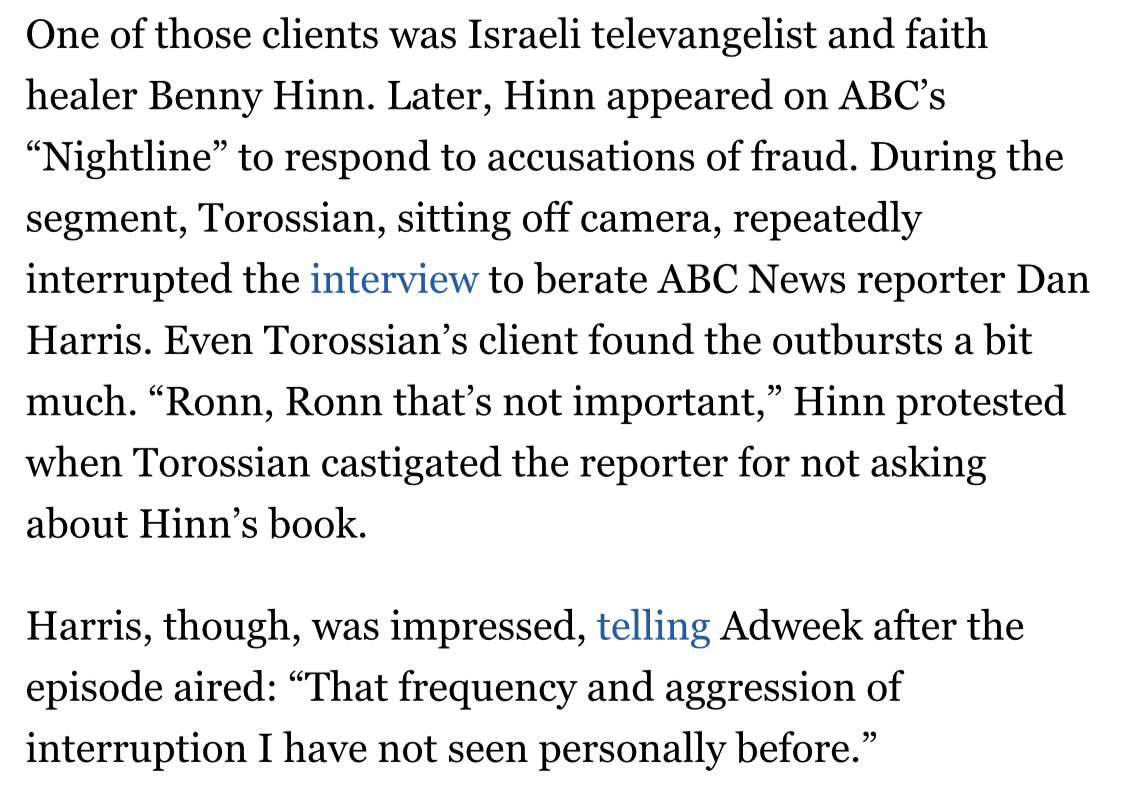 One of those clients was Israeli televangelist and faith
healer Benny Hinn. Later, Hinn appeared on ABC’s
“Nightline” to respond to accusations of fraud. During the
segment, Torossian, sitting off camera, repeatedly
interrupted the interview to berate ABC News reporter Dan
Harris. Even Torossian’s client found the outbursts a bit
much. “Ronn, Ronn that’s not important,” Hinn protested
when Torossian castigated the reporter for not asking
about Hinn’s book.
Harris, though, was impressed, telling Adweek after the
episode aired: “That frequency and aggression of
interruption I have not seen personally before.”